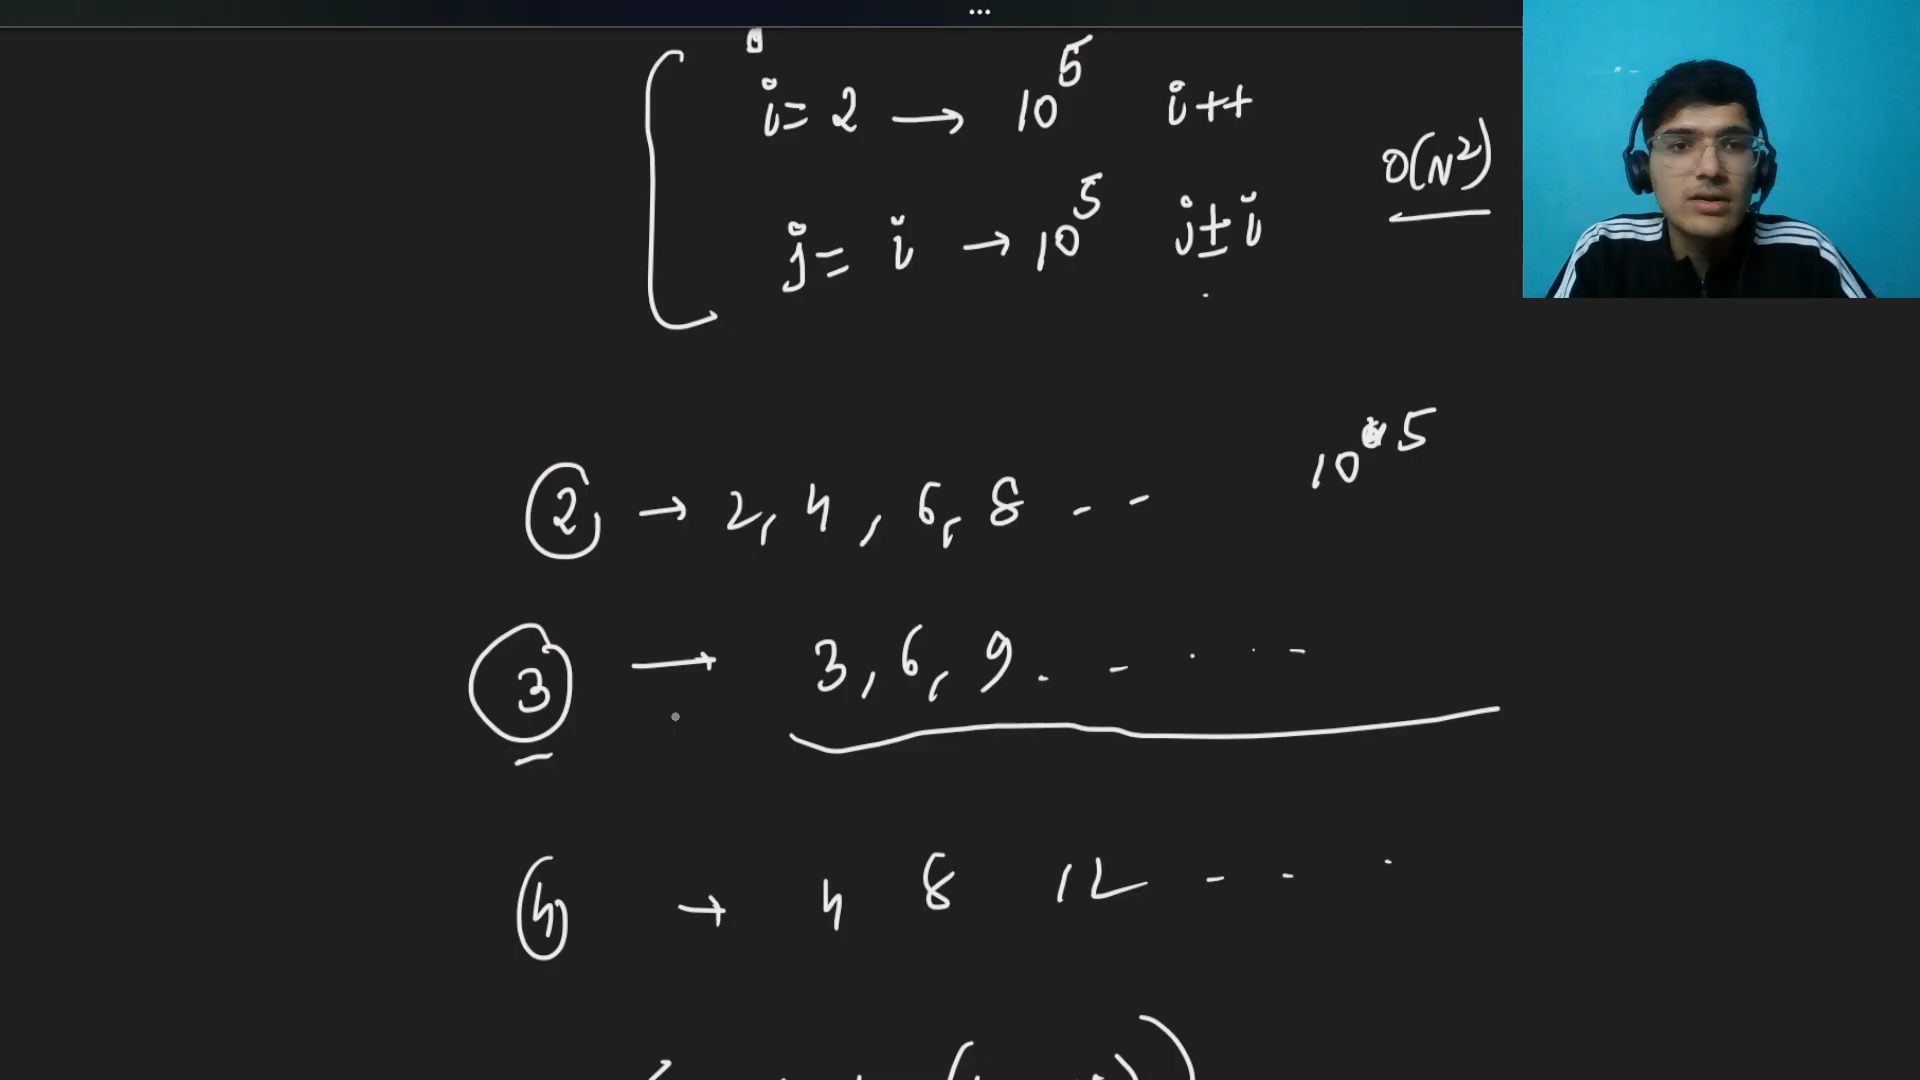 i = 2 → 10^5 i++
O(N^2)
j = i → 10^5 j += i
10^5
2 → 2, 4, 6, 8 - -
3 → 3, 6, 9 . - . . -
4 → 4 8 12 - - .